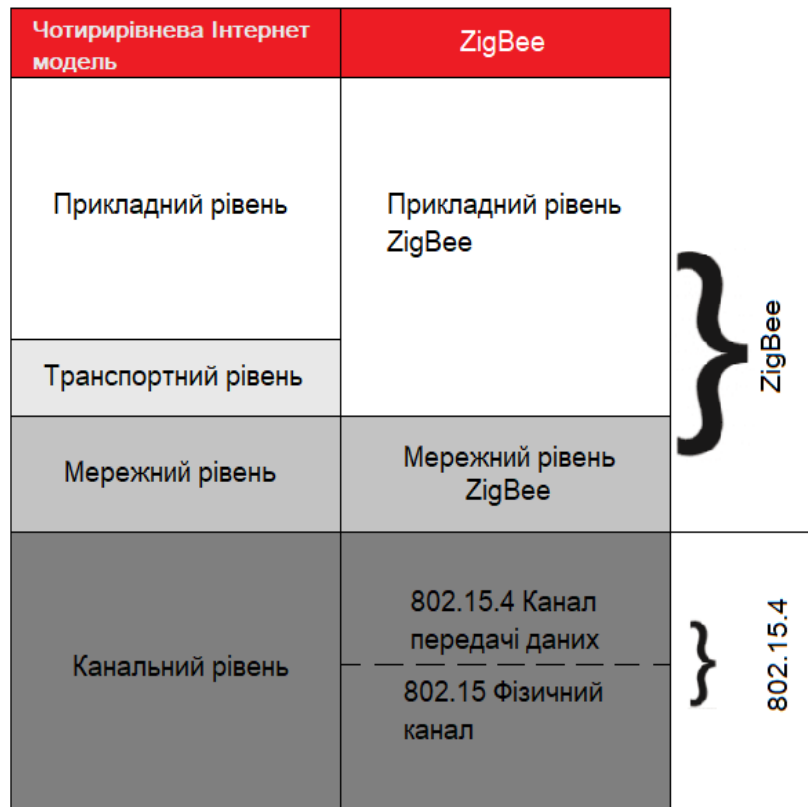 Чотирирівнева Інтернет
модель
ZigBee
Прикладний рівень
Прикладний рівень
ZigBee
Транспортний рівень
Мережний рівень
Мережний рівень
ZigBee
ZigBee
Канальний рівень
802.15.4 Канал
передачі даних
802.15 Фізичний
канал
802.15.4